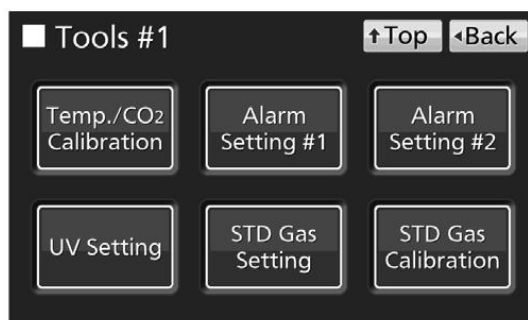 Tools #1
↑Top
◂Back
Temp./CO2
Calibration
Alarm
Setting #1
Alarm
Setting #2
UV Setting
STD Gas
Setting
STD Gas
Calibration